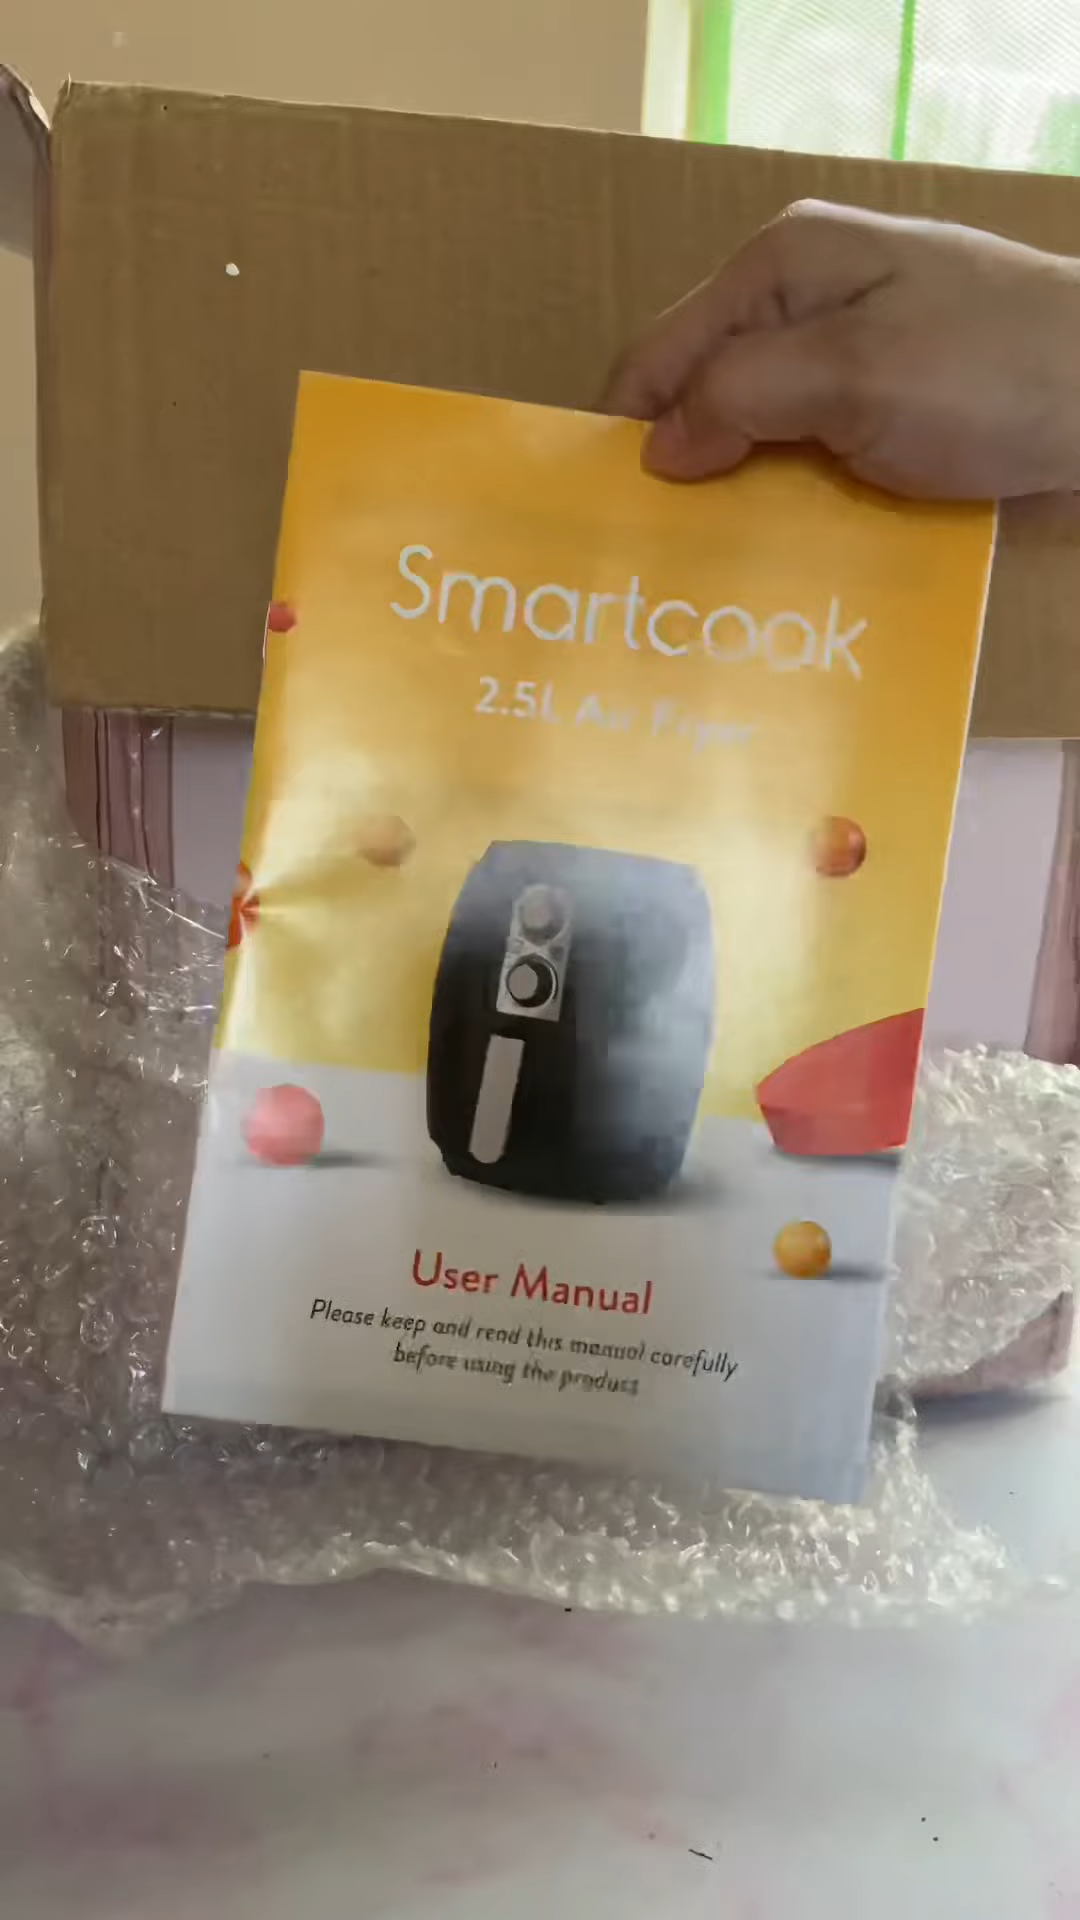 Smartcook
2.5L Air Fryer
User Manual
Please keep and read this manual carefully
before using the product